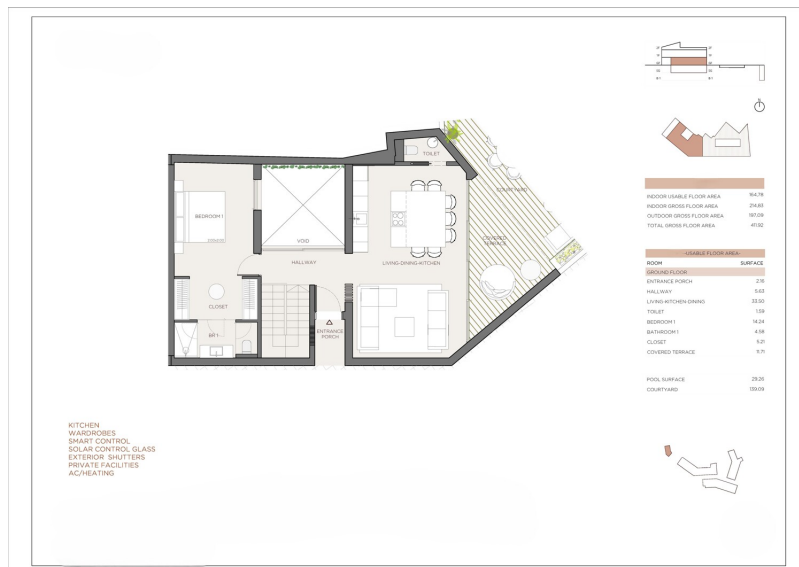 TOILET
COURTYARD
BEDROOM 1
VOID
COVERED
TERRACE
HALLWAY
LIVING-DINING-KITCHEN
CLOSET
BR 1
ENTRANCE
PORCH
KITCHEN
WARDROBES
SMART CONTROL
SOLAR CONTROL GLASS
EXTERIOR SHUTTERS
PRIVATE FACILITIES
AC/HEATING
N
INDOOR USABLE FLOOR AREA 164,78
INDOOR GROSS FLOOR AREA 214,83
OUTDOOR GROSS FLOOR AREA 197,09
TOTAL GROSS FLOOR AREA 411,92
USABLE FLOOR AREA
ROOM SURFACE
GROUND FLOOR
ENTRANCE PORCH 2,16
HALLWAY 5,63
LIVING-KITCHEN-DINING 33,50
TOILET 1,59
BEDROOM 1 14,24
BATHROOM 1 4,58
CLOSET 5,21
COVERED TERRACE 11,71
POOL SURFACE 29,25
COURTYARD 159,09